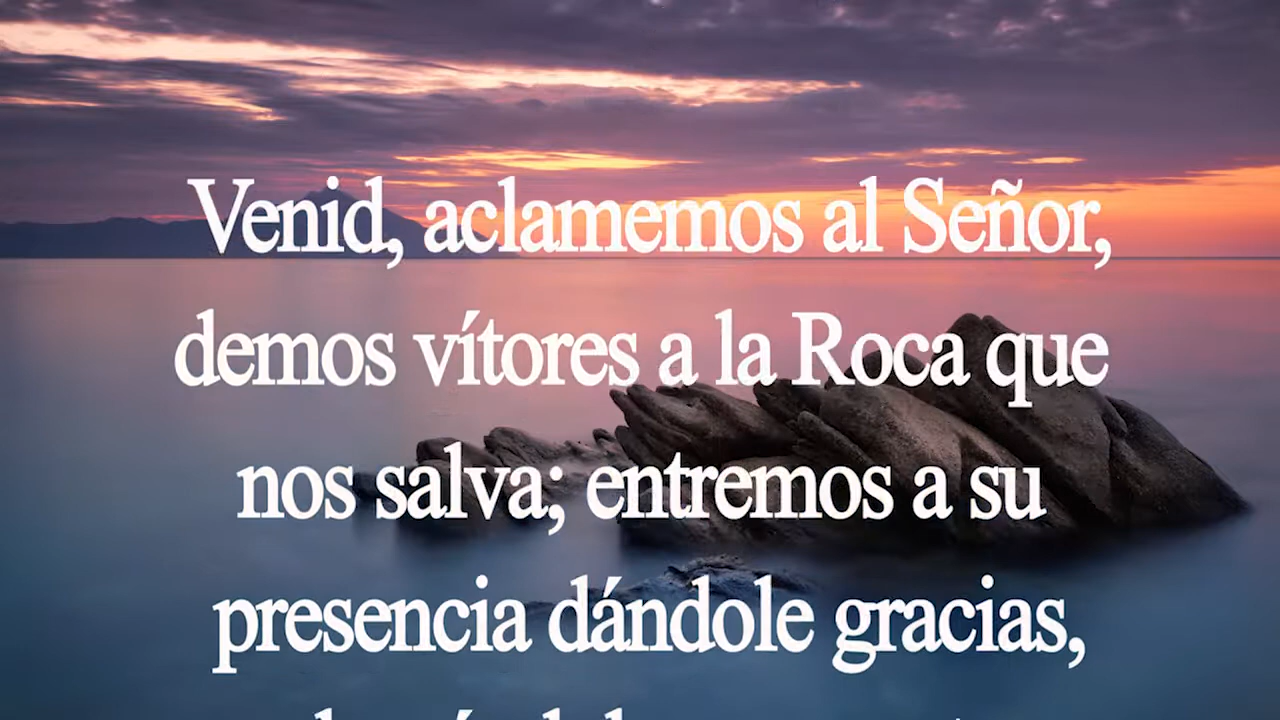 Venid, aclamemos al Señor,
demos vítores a la Roca que
nos salva; entremos a su
presencia dándole gracias,